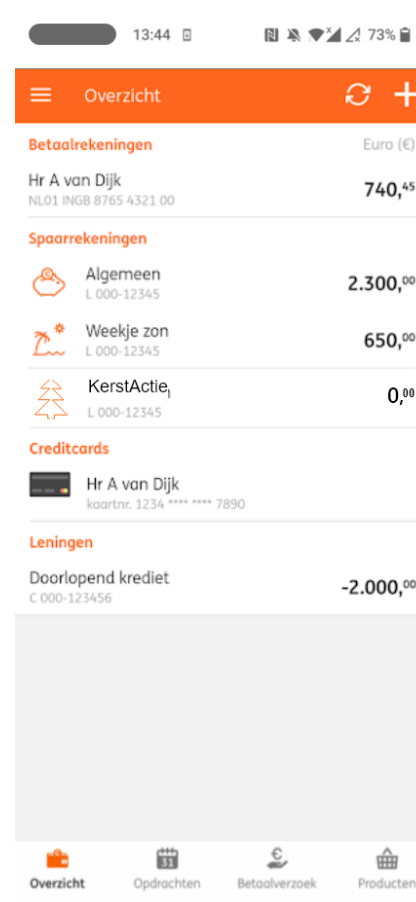 13:44 73%
Overzicht
Betaalrekeningen Euro (€)
Hr A van Dijk 740,45
NL01 INGB 8765 4321 00
Spaarrekeningen
Algemeen 2.300,00
L 000-12345
Weekje zon 650,00
L 000-12345
KerstActie 0,00
L 000-12345
Creditcards
Hr A van Dijk
kaartnr. 1234 **** **** 7890
Leningen
Doorlopend krediet -2.000,00
C 000-123456
31
Overzicht Opdrachten Betaalverzoek Producten